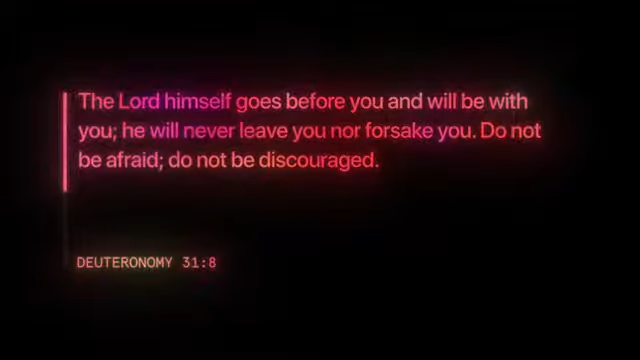 The Lord himself goes before you and will be with
you; he will never leave you nor forsake you. Do not
be afraid; do not be discouraged.
DEUTERONOMY 31:8